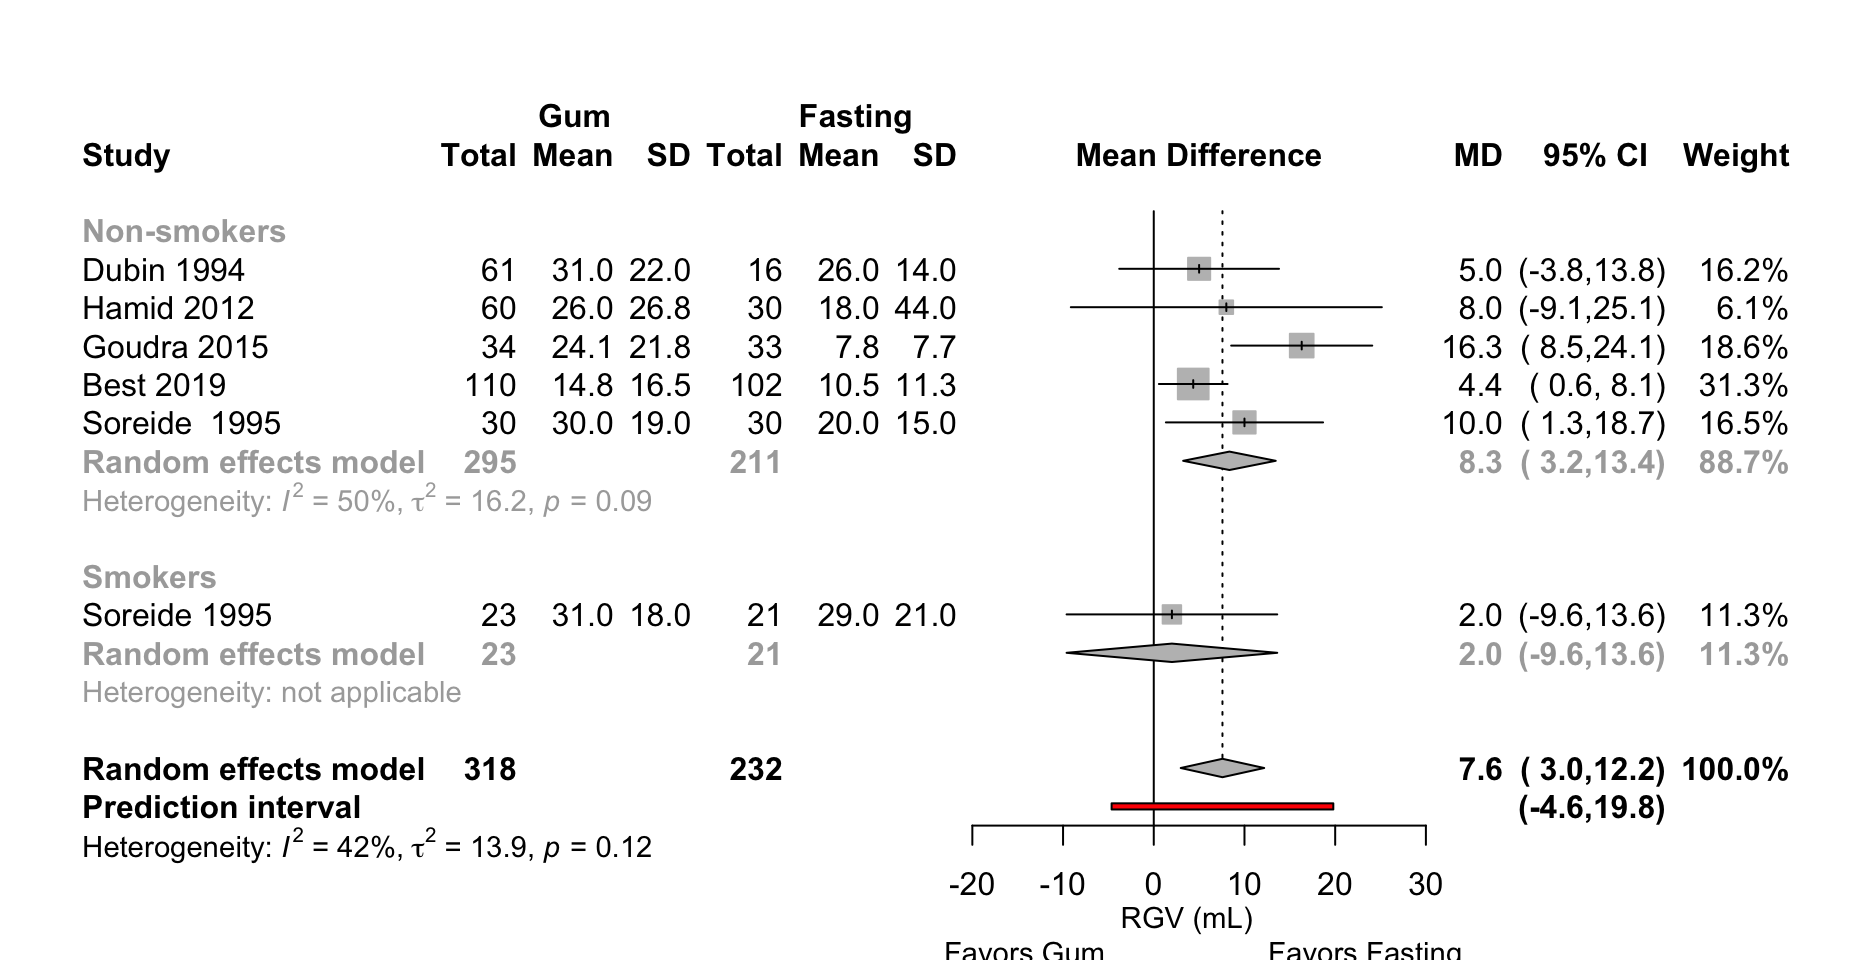 Gum Fasting
Study Total Mean SD Total Mean SD Mean Difference MD 95% CI Weight
Non-smokers
Dubin 1994 61 31.0 22.0 16 26.0 14.0 5.0 (-3.8,13.8) 16.2%
Hamid 2012 60 26.0 26.8 30 18.0 44.0 8.0 (-9.1,25.1) 6.1%
Goudra 2015 34 24.1 21.8 33 7.8 7.7 16.3 ( 8.5,24.1) 18.6%
Best 2019 110 14.8 16.5 102 10.5 11.3 4.4 ( 0.6, 8.1) 31.3%
Soreide  1995 30 30.0 19.0 30 20.0 15.0 10.0 ( 1.3,18.7) 16.5%
Random effects model 295 211 8.3 ( 3.2,13.4) 88.7%
Heterogeneity: I² = 50%, τ² = 16.2, p = 0.09
Smokers
Soreide 1995 23 31.0 18.0 21 29.0 21.0 2.0 (-9.6,13.6) 11.3%
Random effects model 23 21 2.0 (-9.6,13.6) 11.3%
Heterogeneity: not applicable
Random effects model 318 232 7.6 ( 3.0,12.2) 100.0%
Prediction interval (-4.6,19.8)
Heterogeneity: I² = 42%, τ² = 13.9, p = 0.12
-20 -10 0 10 20 30
RGV (mL)
Favors Gum Favors Fasting